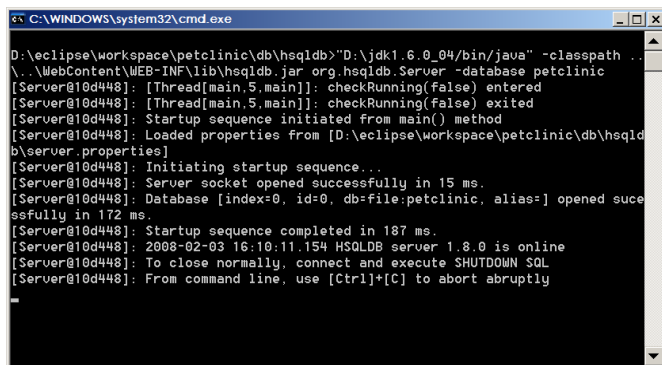 C:\WINDOWS\system32\cmd.exe
D:\eclipse\workspace\petclinic\db\hsqldb>"D:\jdk1.6.0_04/bin/java" -classpath ..
\..\WebContent\WEB-INF\lib\hsqldb.jar org.hsqldb.Server -database petclinic
[Server@10d448]: [Thread[main,5,main]]: checkRunning(false) entered
[Server@10d448]: [Thread[main,5,main]]: checkRunning(false) exited
[Server@10d448]: Startup sequence initiated from main() method
[Server@10d448]: Loaded properties from [D:\eclipse\workspace\petclinic\db\hsqld
b\server.properties]
[Server@10d448]: Initiating startup sequence...
[Server@10d448]: Server socket opened successfully in 15 ms.
[Server@10d448]: Database [index=0, id=0, db=file:petclinic, alias=] opened suce
ssfully in 172 ms.
[Server@10d448]: Startup sequence completed in 187 ms.
[Server@10d448]: 2008-02-03 16:10:11.154 HSQLDB server 1.8.0 is online
[Server@10d448]: To close normally, connect and execute SHUTDOWN SQL
[Server@10d448]: From command line, use [Ctrl]+[C] to abort abruptly